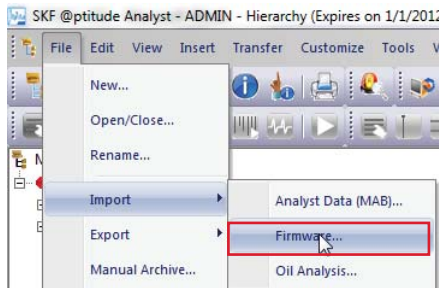 SKF @ptitude Analyst - ADMIN - Hierarchy (Expires on 1/1/2012
File Edit View Insert Transfer Customize Tools
New...
Open/Close...
Rename...
Import
Analyst Data (MAB)...
Export
Firmware...
Manual Archive...
Oil Analysis...